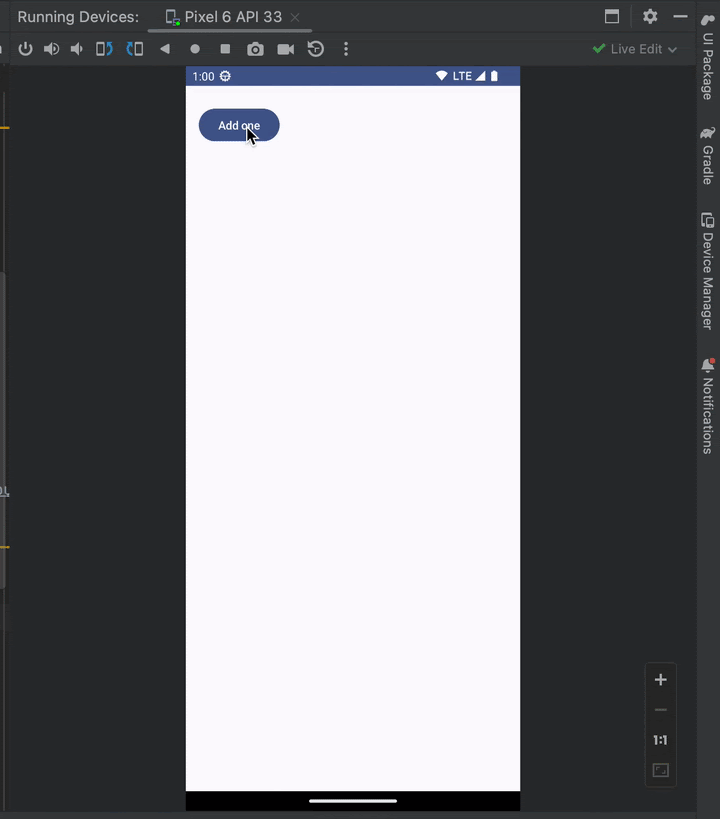 Running Devices: Pixel 6 API 33
Live Edit
1:00 LTE
Add one
1:1
UI Package
Gradle
Device Manager
Notifications